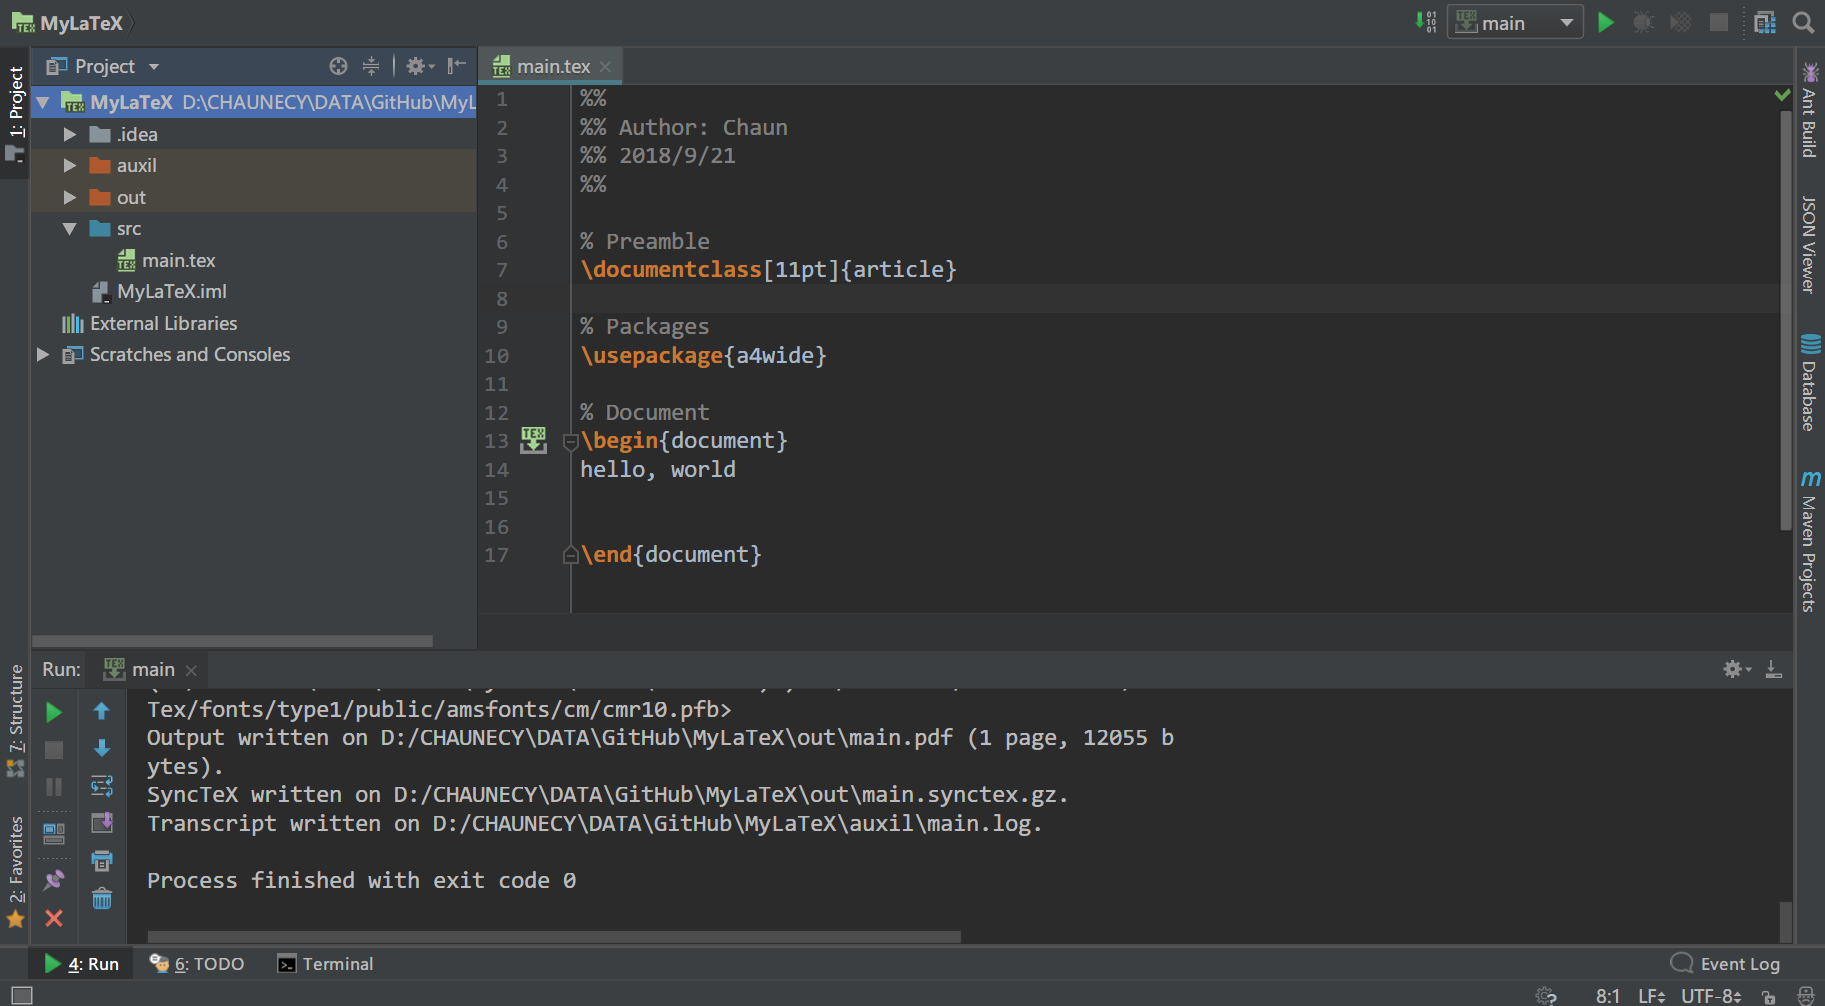 MyLaTeX
main
1: Project
Project
main.tex
MyLaTeX D:\CHAUNECY\DATA\GitHub\MyL
.idea
auxil
out
src
main.tex
MyLaTeX.iml
External Libraries
Scratches and Consoles
1 %%
2 %% Author: Chaun
3 %% 2018/9/21
4 %%
5
6 % Preamble
7 \documentclass[11pt]{article}
8
9 % Packages
10 \usepackage{a4wide}
11
12 % Document
13 \begin{document}
14 hello, world
15
16
17 \end{document}
Ant Build
JSON Viewer
Database
Maven Projects
7: Structure
2: Favorites
Run: main
Tex/fonts/type1/public/amsfonts/cm/cmr10.pfb>
Output written on D:/CHAUNECY\DATA\GitHub\MyLaTeX\out\main.pdf (1 page, 12055 b
ytes).
SyncTeX written on D:/CHAUNECY\DATA\GitHub\MyLaTeX\out\main.synctex.gz.
Transcript written on D:/CHAUNECY\DATA\GitHub\MyLaTeX\auxil\main.log.
Process finished with exit code 0
4: Run 6: TODO Terminal Event Log
8:1 LF UTF-8